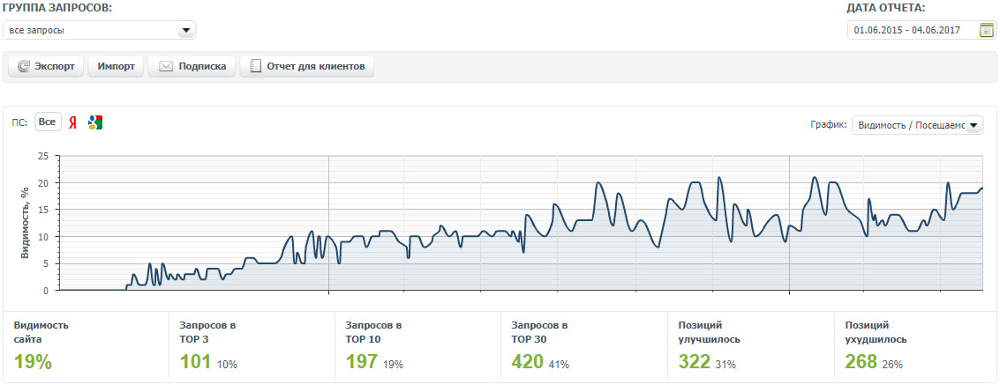 ГРУППА ЗАПРОСОВ:
ДАТА ОТЧЕТА:
все запросы
01.06.2015 - 04.06.2017
Экспорт
Импорт
Подписка
Отчет для клиентов
ПС: Все Я
График: Видимость / Посещаемо
Видимость, %
25
20
15
10
5
0
Видимость
сайта
19%
Запросов в
TOP 3
101 10%
Запросов в
TOP 10
197 19%
Запросов в
TOP 30
420 41%
Позиций
улучшилось
322 31%
Позиций
ухудшилось
268 26%